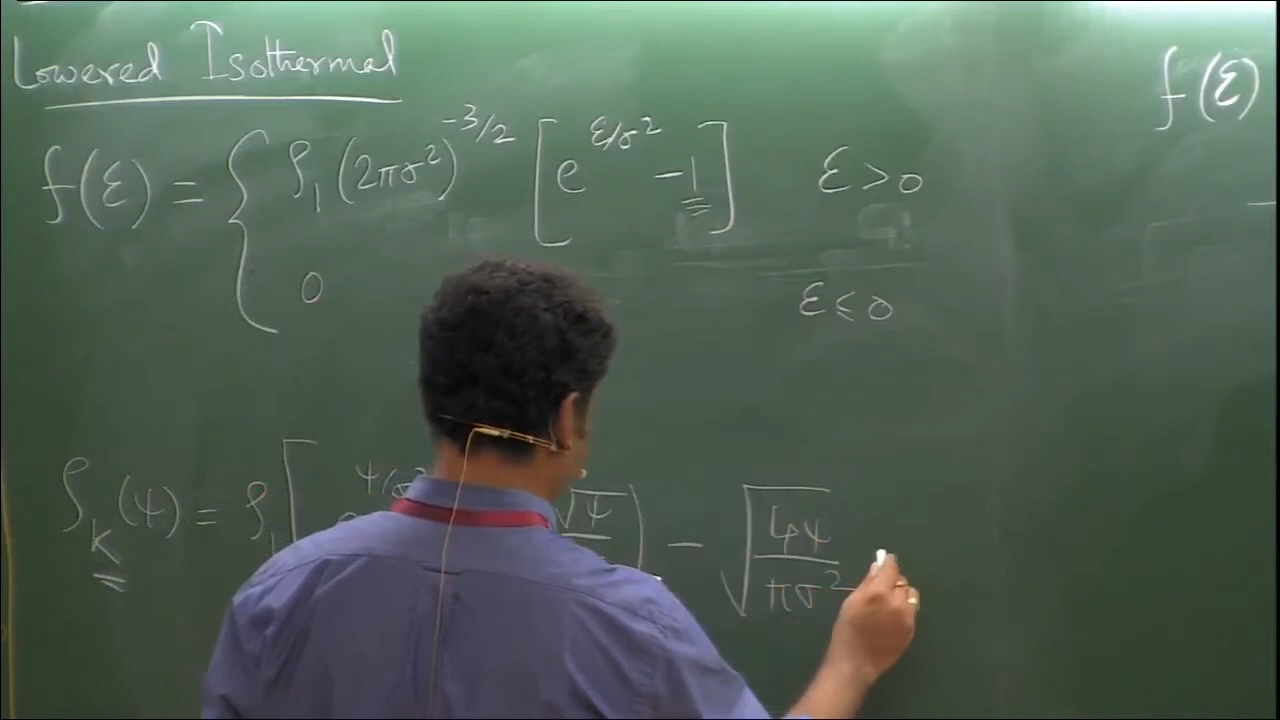 Lowered Isothermal
f(ε)
f(ε) = { ρ₁ (2πσ²)^(-3/2) [e^(ε/σ²) - 1] ε > 0
0 ε ≤ 0
ρ_K(ψ) = ρ₁ [ ψ/σ² √ψ ) - √(4ψ/πσ²)